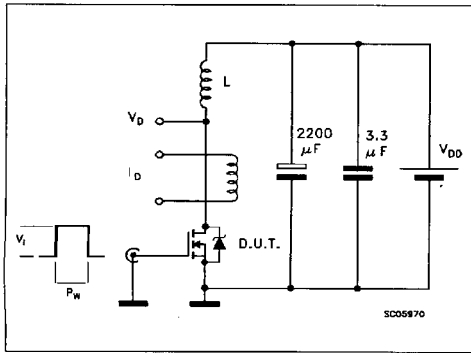 L
V_D
2200
μF
3.3
μF
V_DD
I_D
V_i
D.U.T.
P_W
SC05970